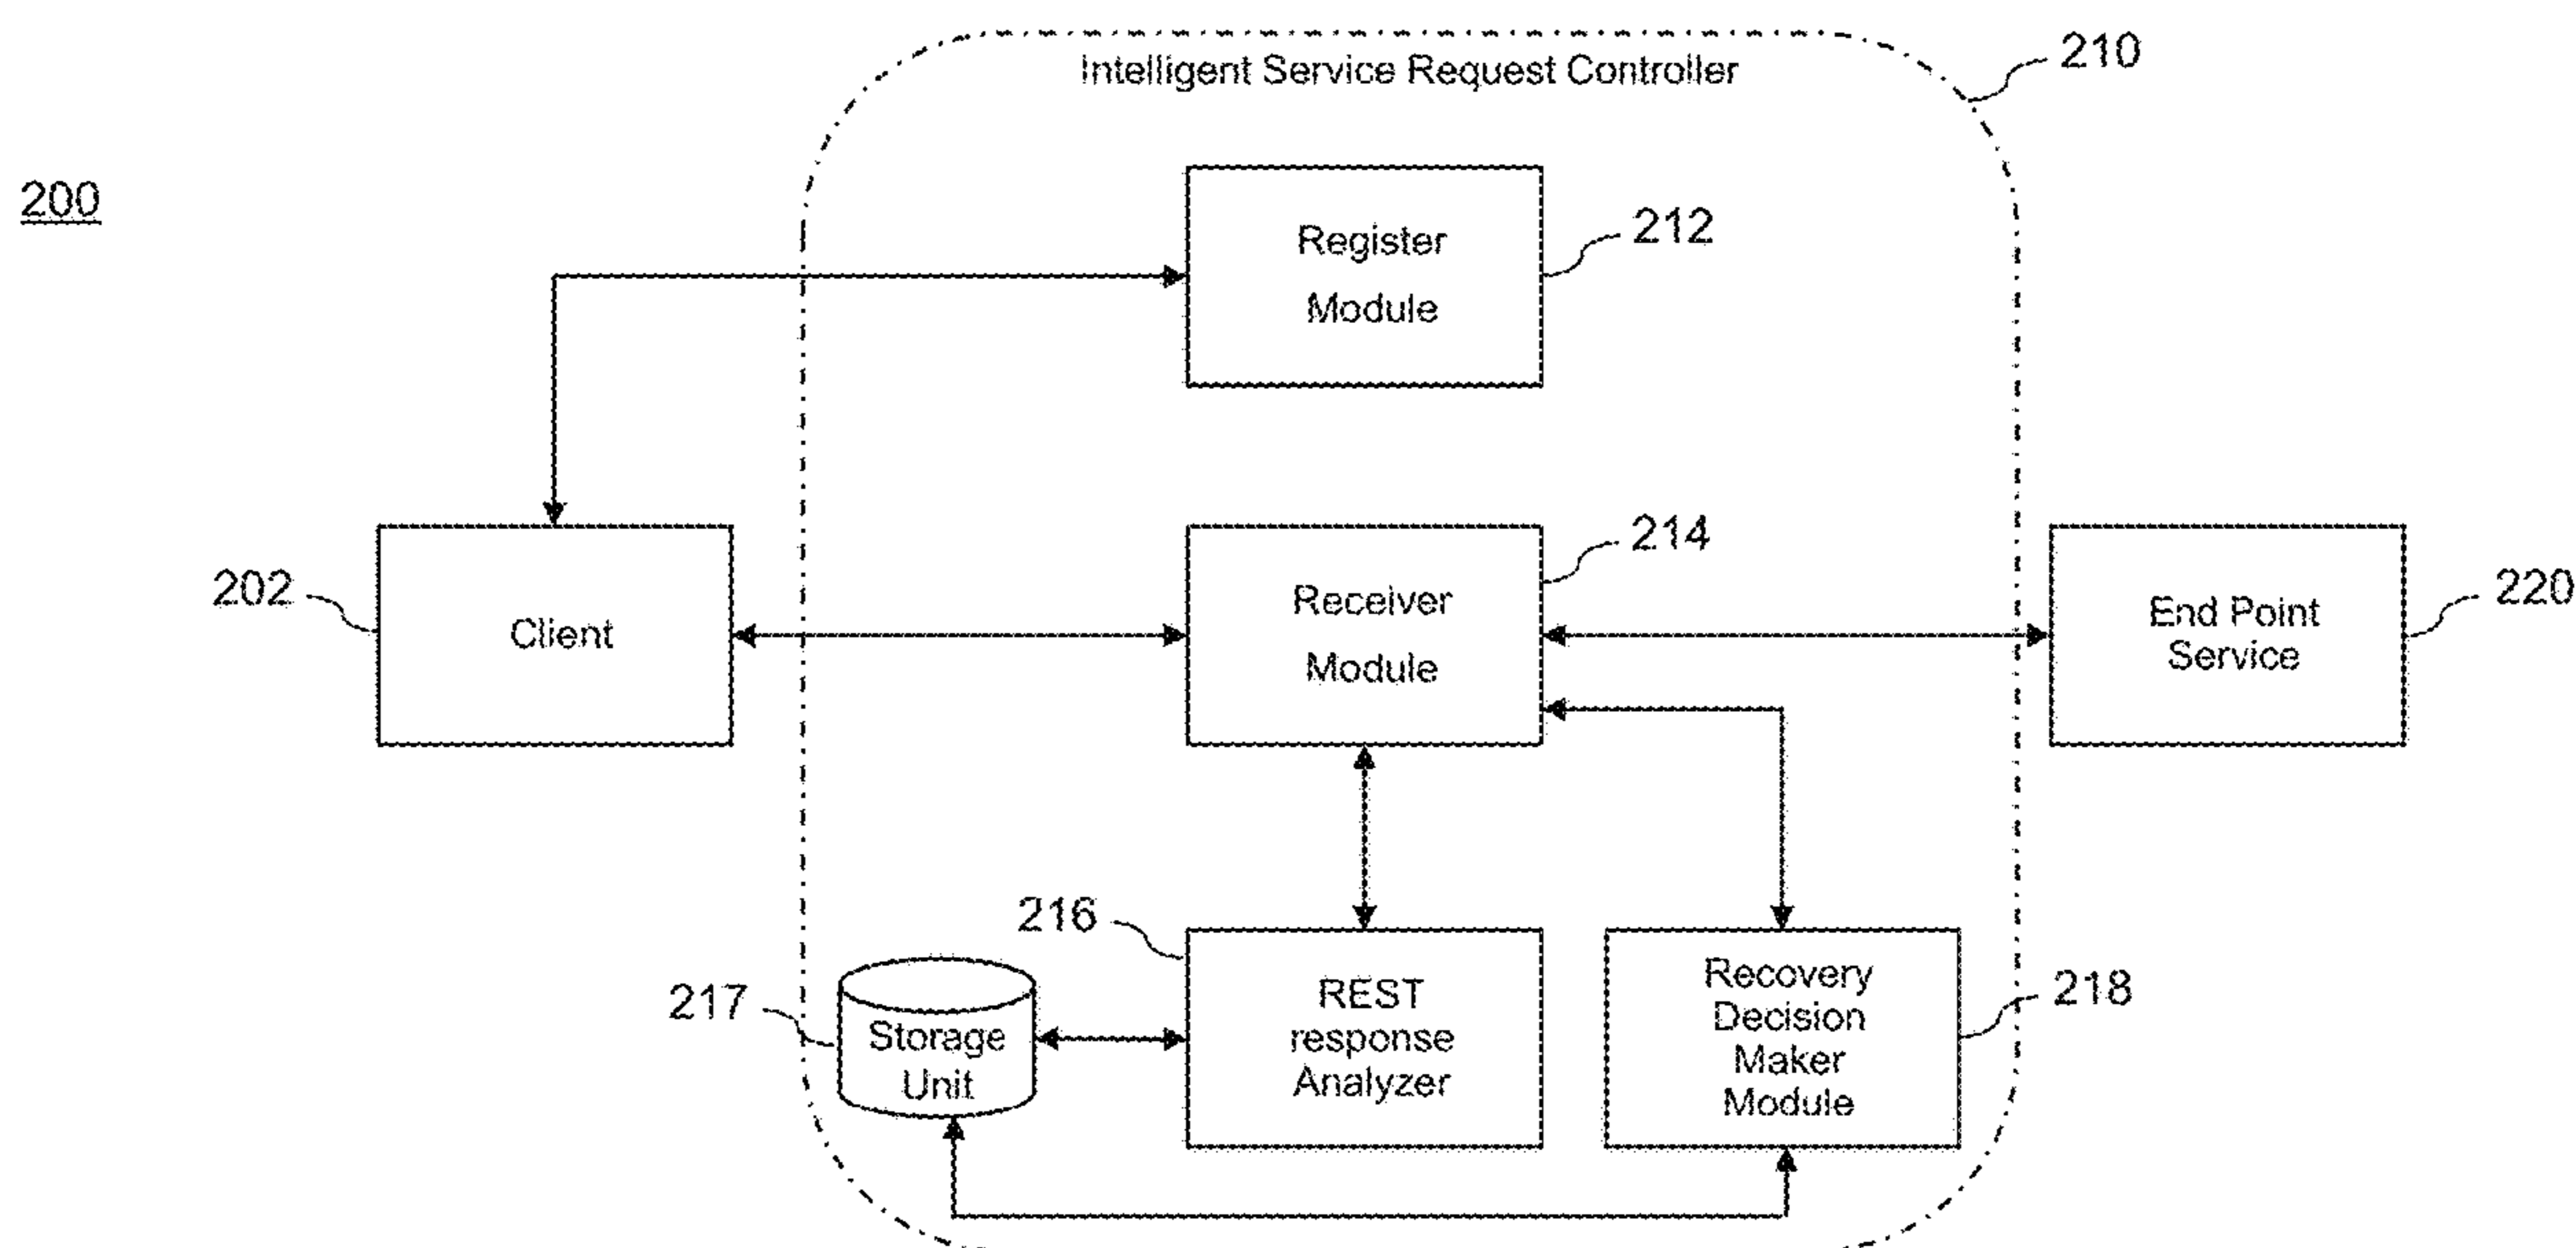 210
Intelligent Service Request Controller
200
212
Register
Module
214
202
Client
Receiver
Module
End Point
Service
220
216
217
Storage
Unit
REST
response
Analyzer
Recovery
Decision
Maker
Module
218